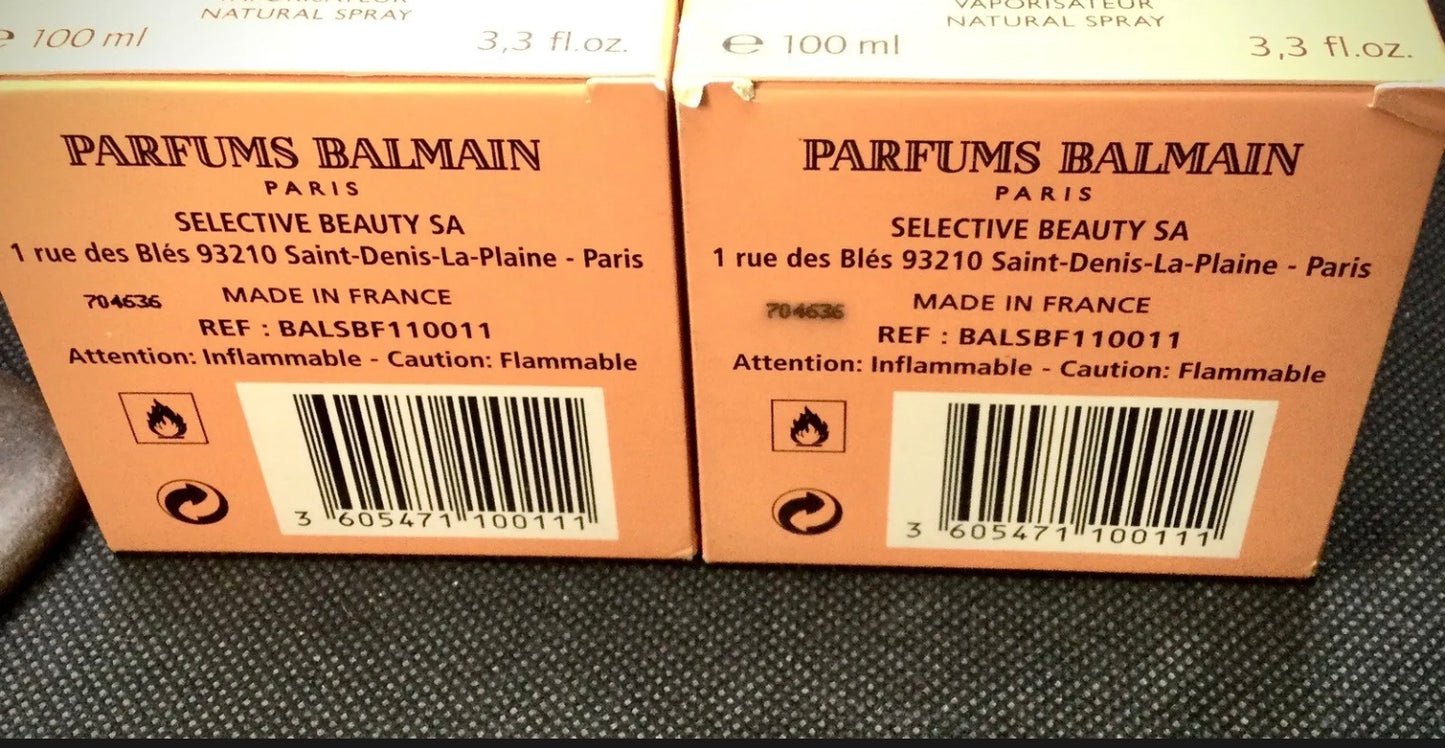 NATURAL SPRAY
e 100 ml 3,3 fl.oz.
PARFUMS BALMAIN
PARIS
SELECTIVE BEAUTY SA
1 rue des Blés 93210 Saint-Denis-La-Plaine - Paris
704636 MADE IN FRANCE
REF : BALSBF110011
Attention: Inflammable - Caution: Flammable
3 605471 100111
VAPORISATEUR
NATURAL SPRAY
e 100 ml 3,3 fl.oz.
PARFUMS BALMAIN
PARIS
SELECTIVE BEAUTY SA
1 rue des Blés 93210 Saint-Denis-La-Plaine - Paris
704636 MADE IN FRANCE
REF : BALSBF110011
Attention: Inflammable - Caution: Flammable
3 605471 100111